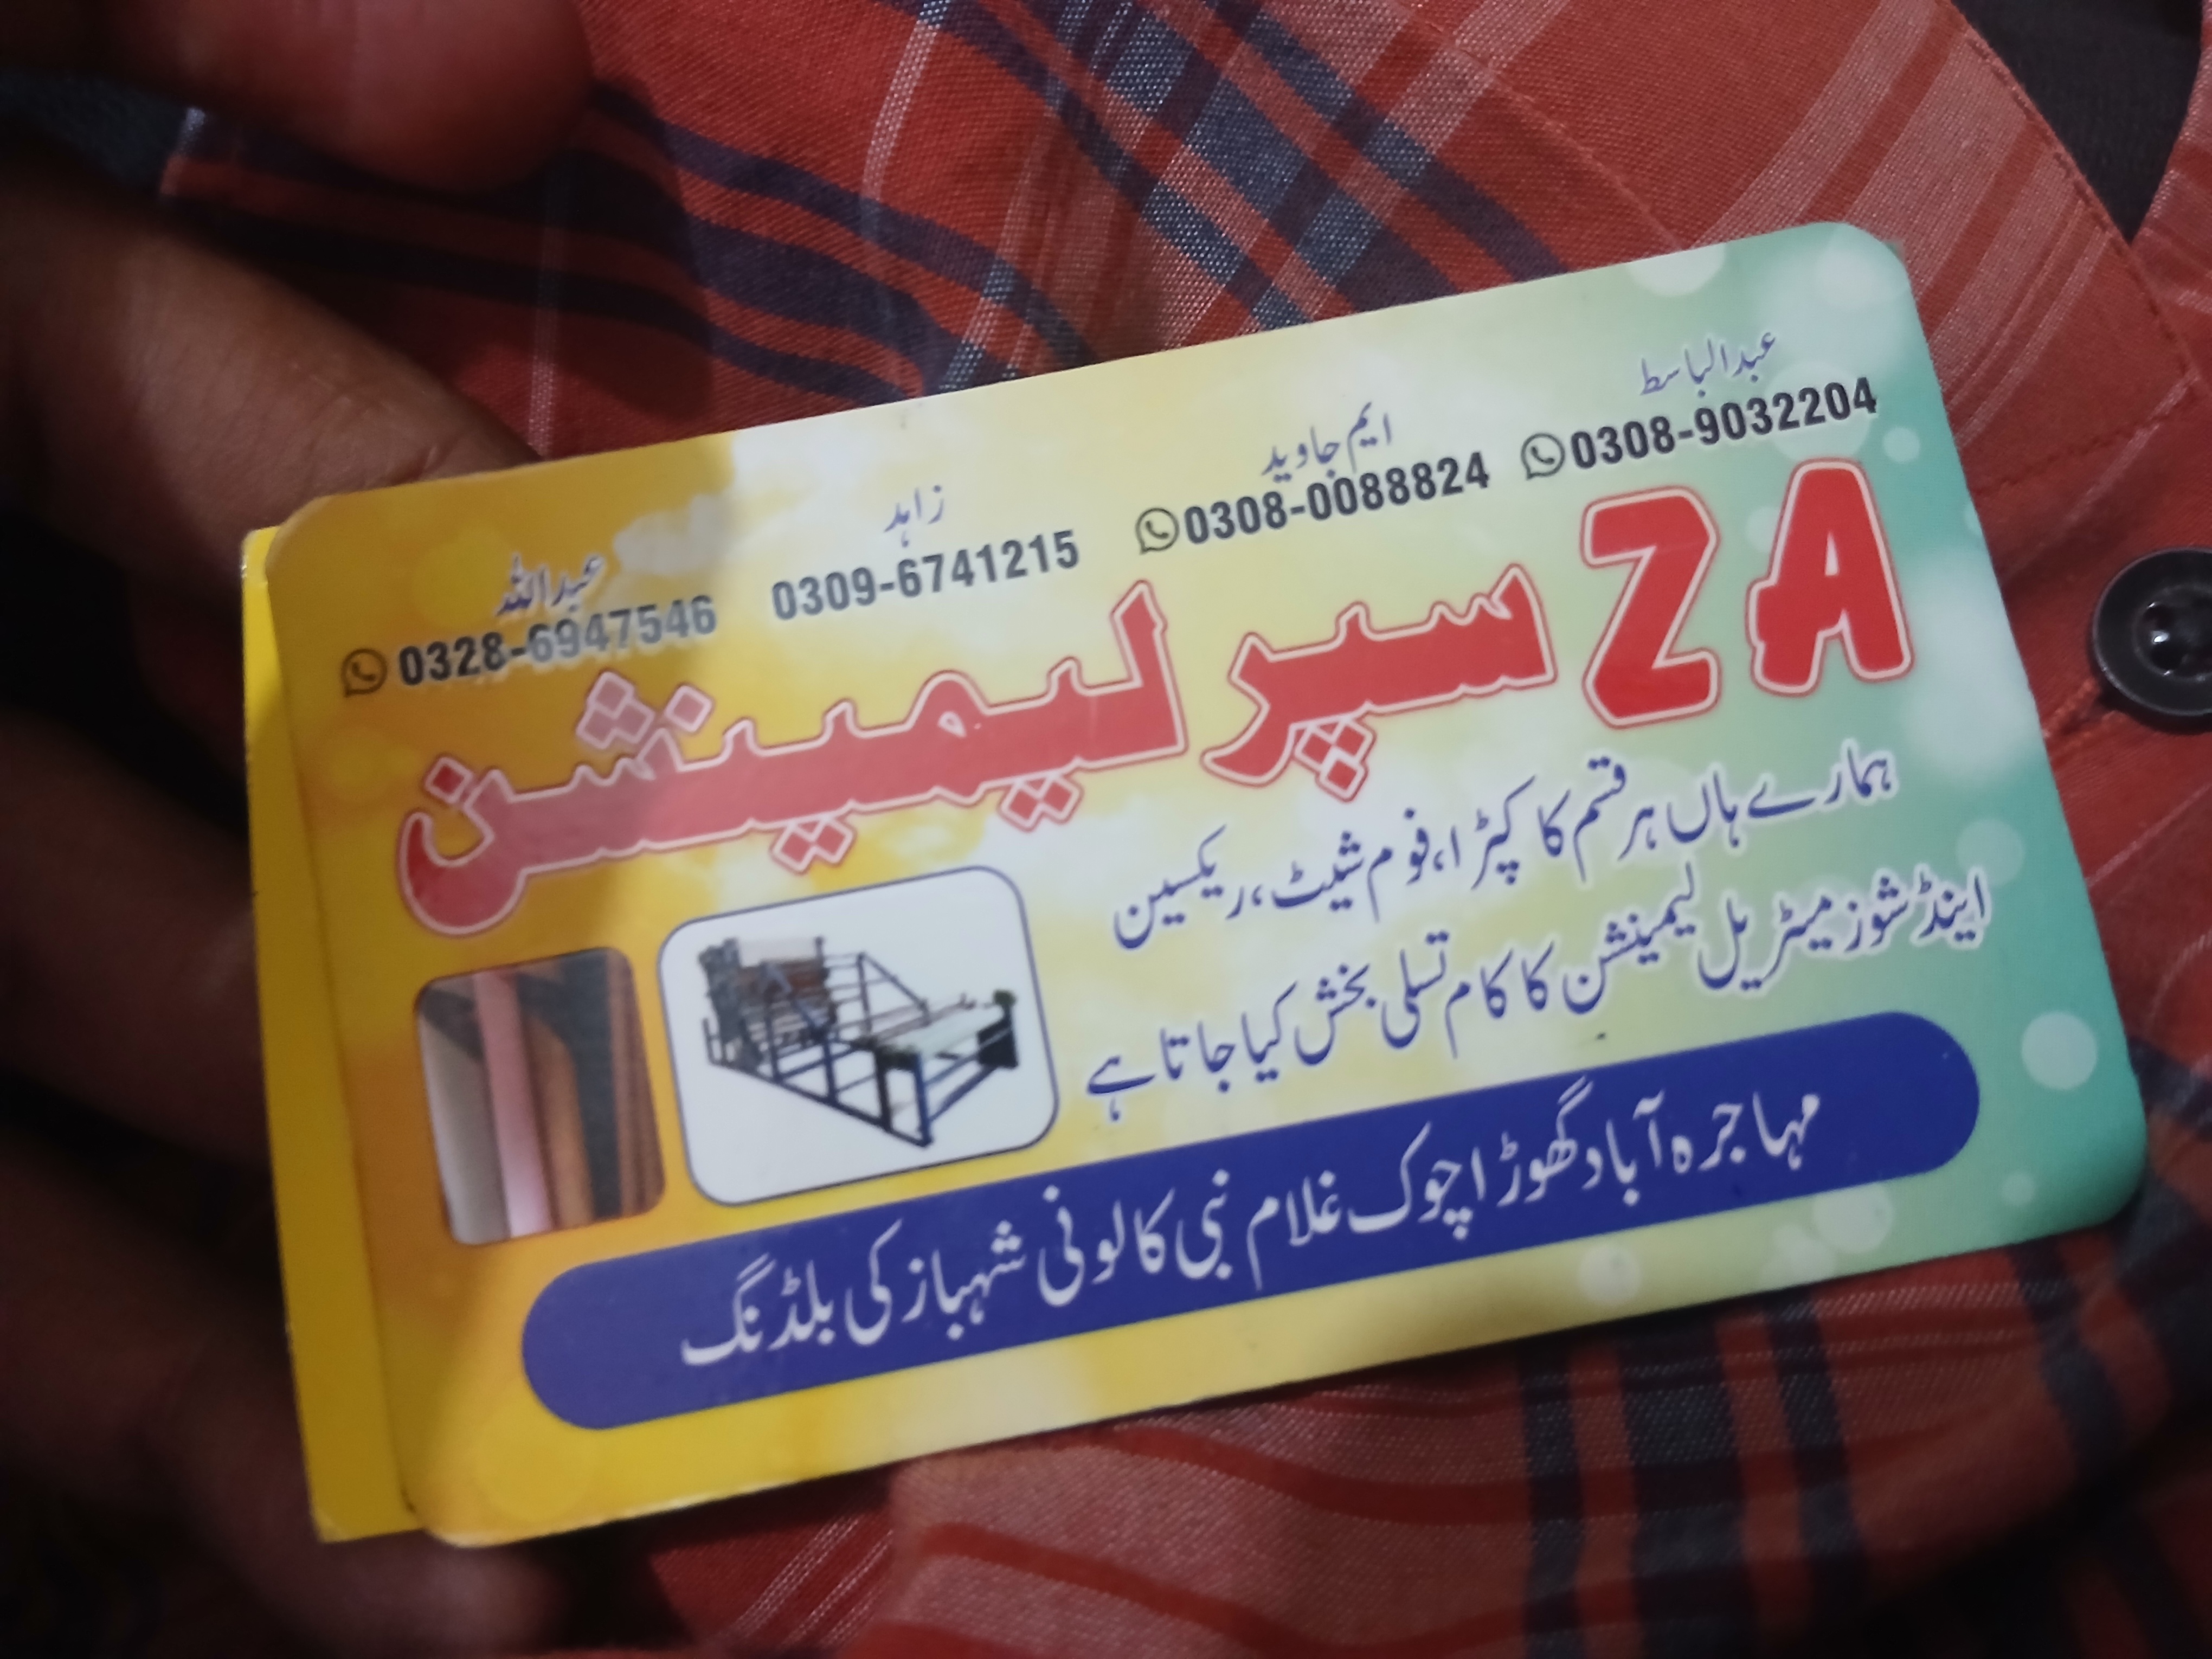 عبدالباسط ایم جاوید زاہد عبداللہ
0308-9032204 0308-0088824 0309-6741215 0328-6947546
ZA سپر لیمینشن
ہمارے ہاں ہر قسم کا کپڑا، فوم شیٹ، ریکسین
اینڈ شوز میٹریل لیمینشن کا کام تسلی بخش کیا جاتا ہے
مہاجرہ آباد گھوڑا چوک غلام نبی کالونی شہباز کی بلڈنگ